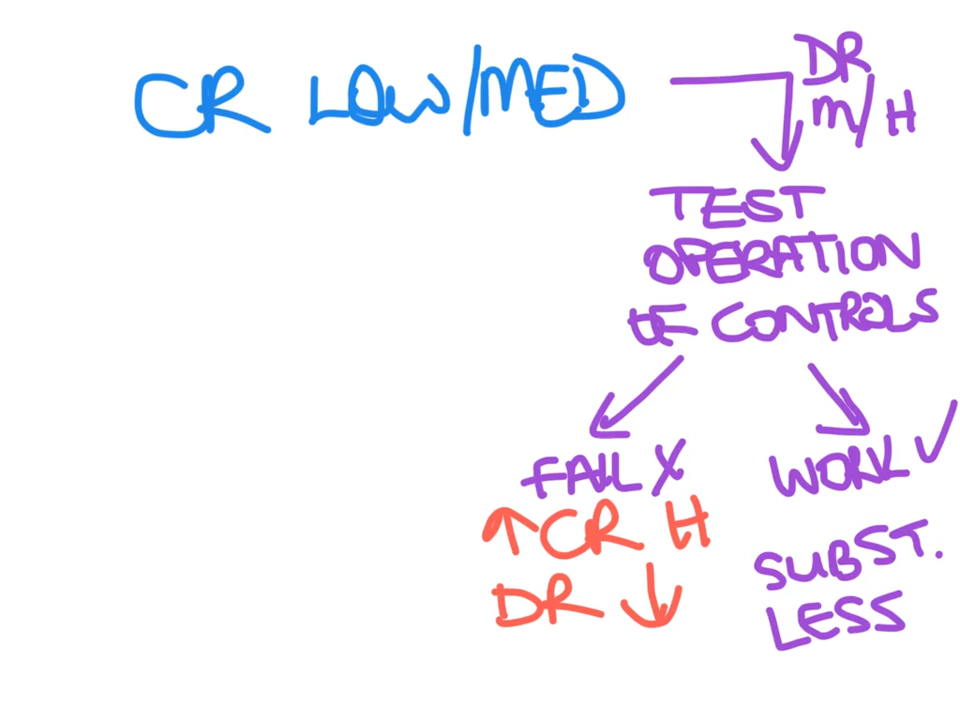 CR LOW/MED
DR
M/H
TEST
OPERATION
OF CONTROLS
FAIL X
↑ CR H
DR ↓
WORK ✓
SUBST.
LESS